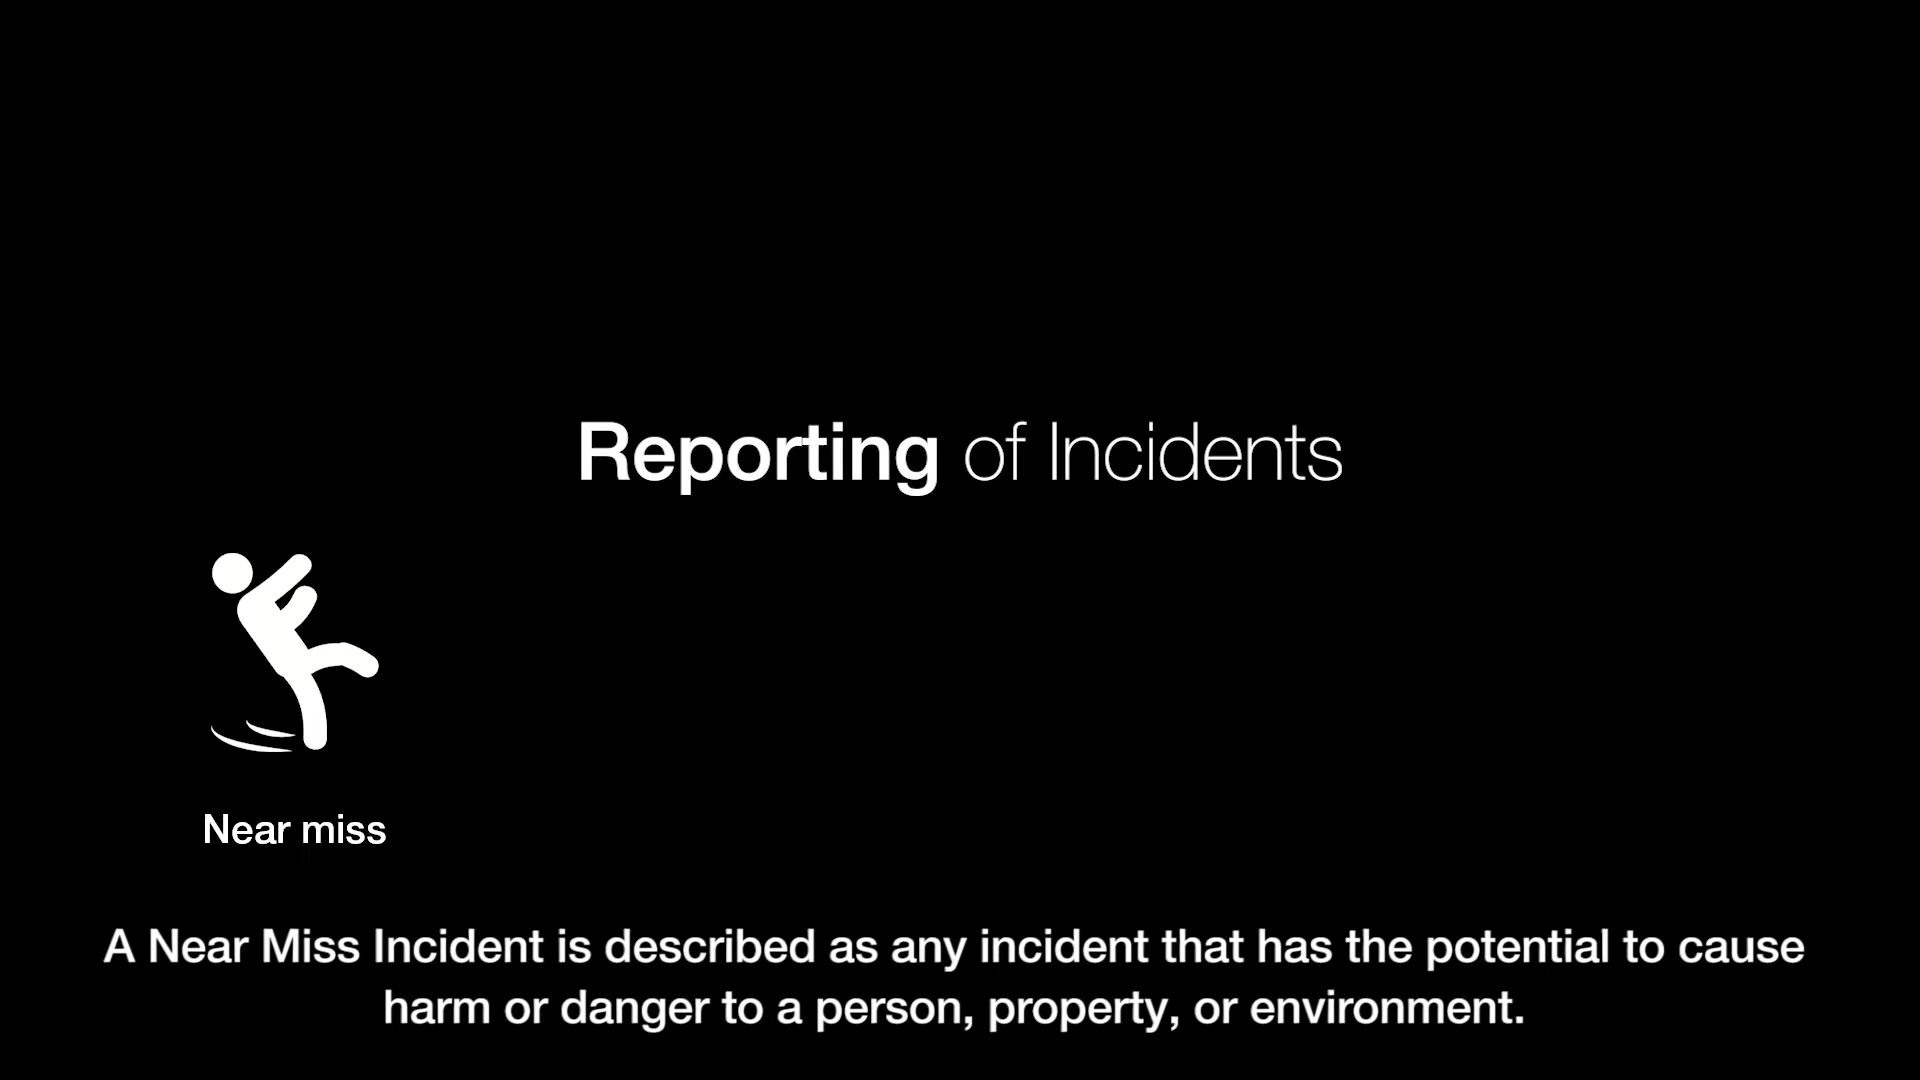 Reporting of Incidents
Near miss
A Near Miss Incident is described as any incident that has the potential to cause
harm or danger to a person, property, or environment.